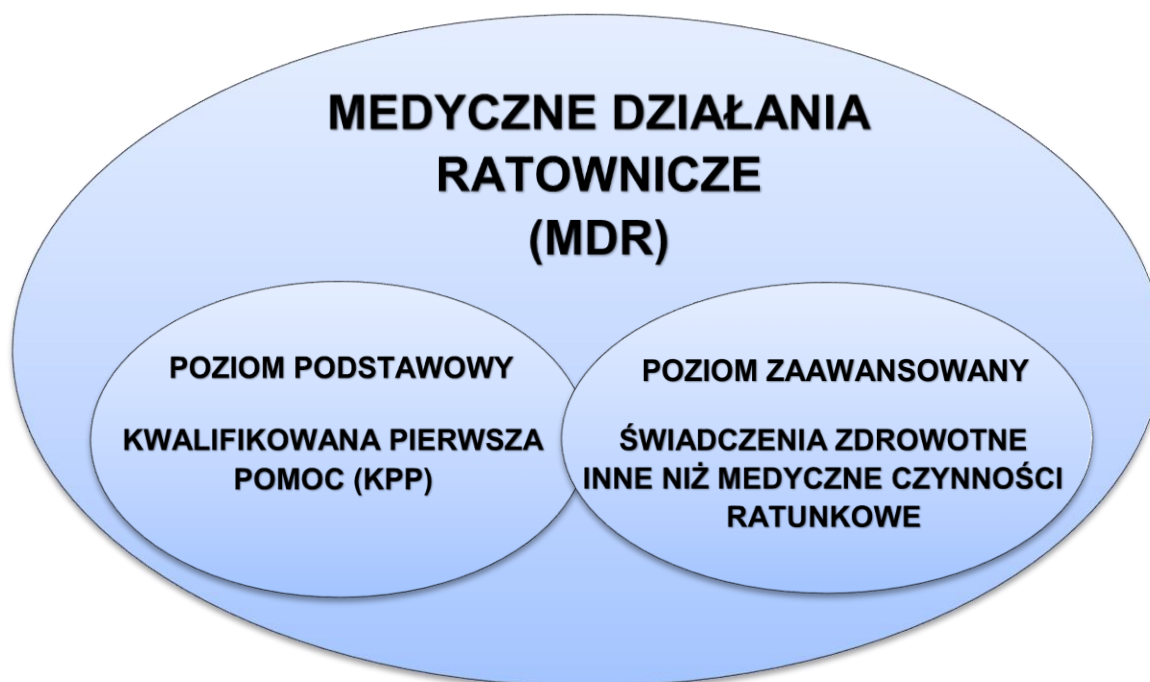 MEDYCZNE DZIAŁANIA
RATOWNICZE
(MDR)
POZIOM PODSTAWOWY
KWALIFIKOWANA PIERWSZA
POMOC (KPP)
POZIOM ZAAWANSOWANY
ŚWIADCZENIA ZDROWOTNE
INNE NIŻ MEDYCZNE CZYNNOŚCI
RATUNKOWE